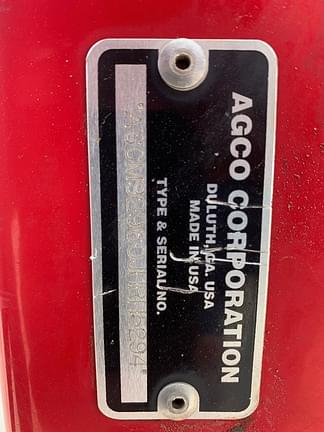 AGCO CORPORATION
DULUTH, GA. USA
MADE IN USA
TYPE & SERIAL NO.